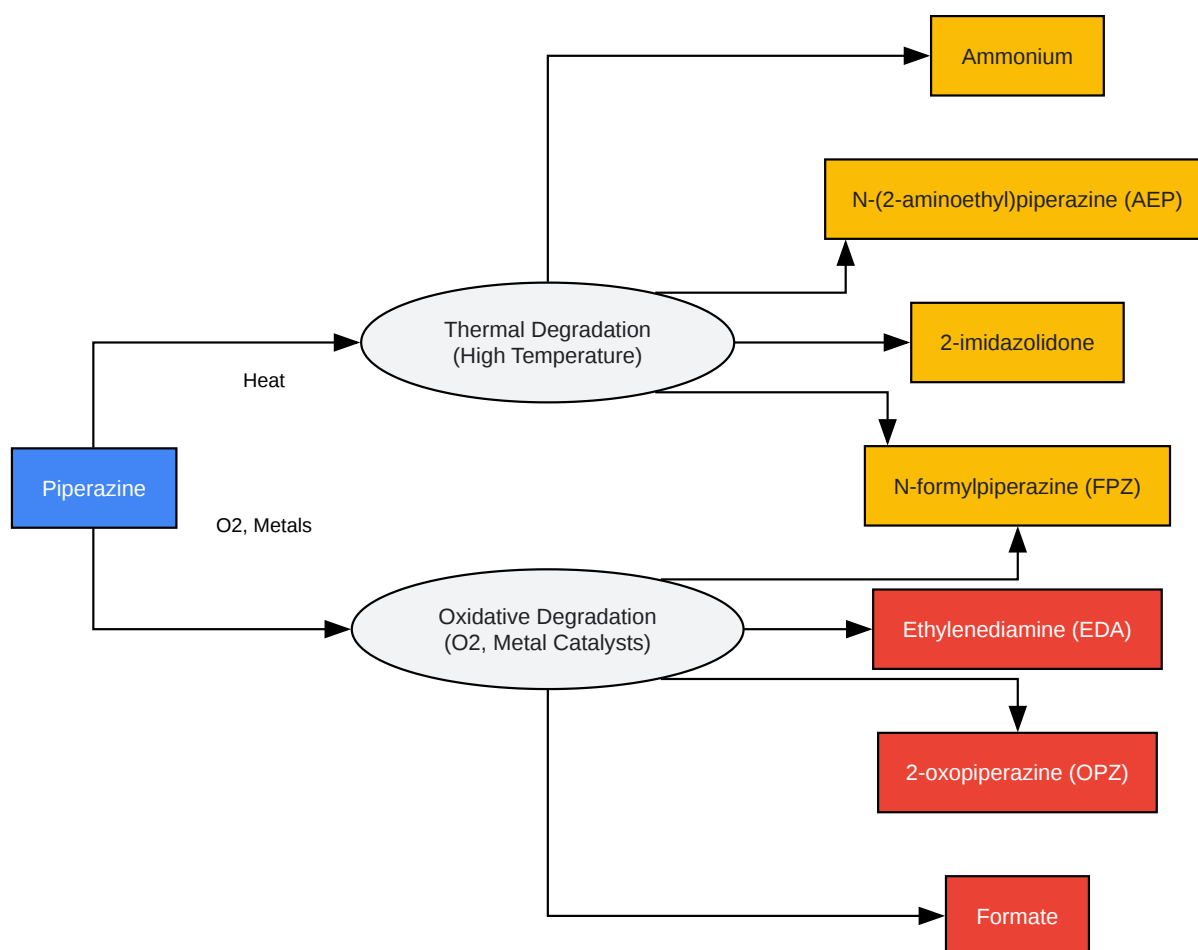 Ammonium
N-(2-aminoethyl)piperazine (AEP)
Thermal Degradation
(High Temperature)
2-imidazolidone
Heat
Piperazine
N-formylpiperazine (FPZ)
O2, Metals
Oxidative Degradation
(O2, Metal Catalysts)
Ethylenediamine (EDA)
2-oxopiperazine (OPZ)
Formate